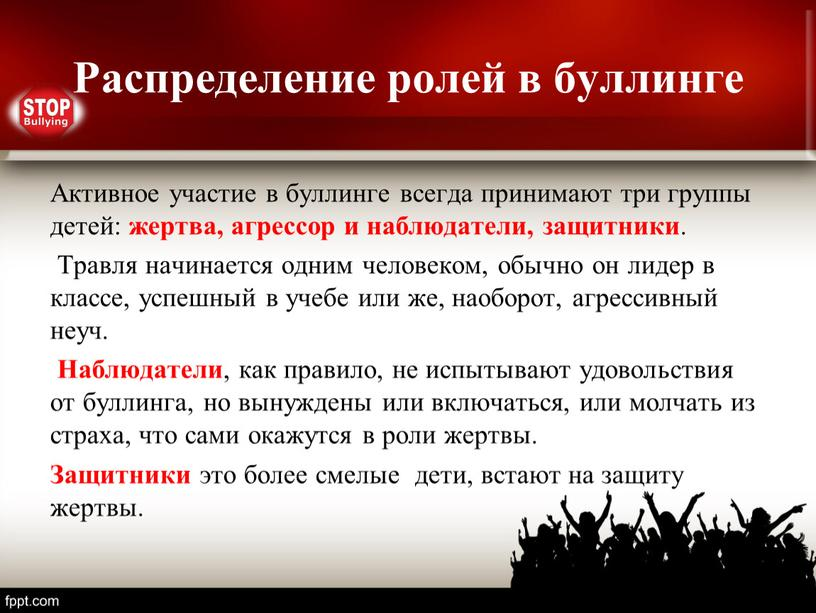 Распределение ролей в буллинге
STOP
Bullying
Активное участие в буллинге всегда принимают три группы
детей: жертва, агрессор и наблюдатели, защитники.
Травля начинается одним человеком, обычно он лидер в
классе, успешный в учебе или же, наоборот, агрессивный
неуч.
Наблюдатели, как правило, не испытывают удовольствия
от буллинга, но вынуждены или включаться, или молчать из
страха, что сами окажутся в роли жертвы.
Защитники это более смелые дети, встают на защиту
жертвы.
fppt.com